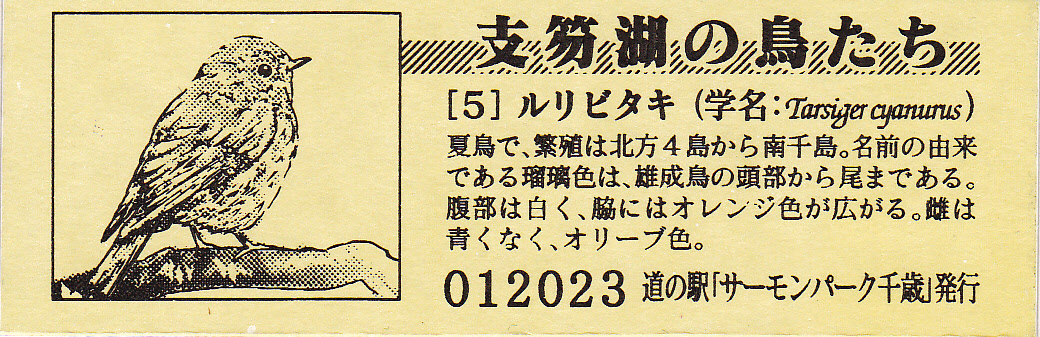 支笏湖の鳥たち
[5] ルリビタキ (学名:Tarsiger cyanurus)
夏鳥で、繁殖は北方4島から南千島。名前の由来
である瑠璃色は、雄成鳥の頭部から尾まである。
腹部は白く、脇にはオレンジ色が広がる。雌は
青くなく、オリーブ色。
012023 道の駅「サーモンパーク千歳」発行